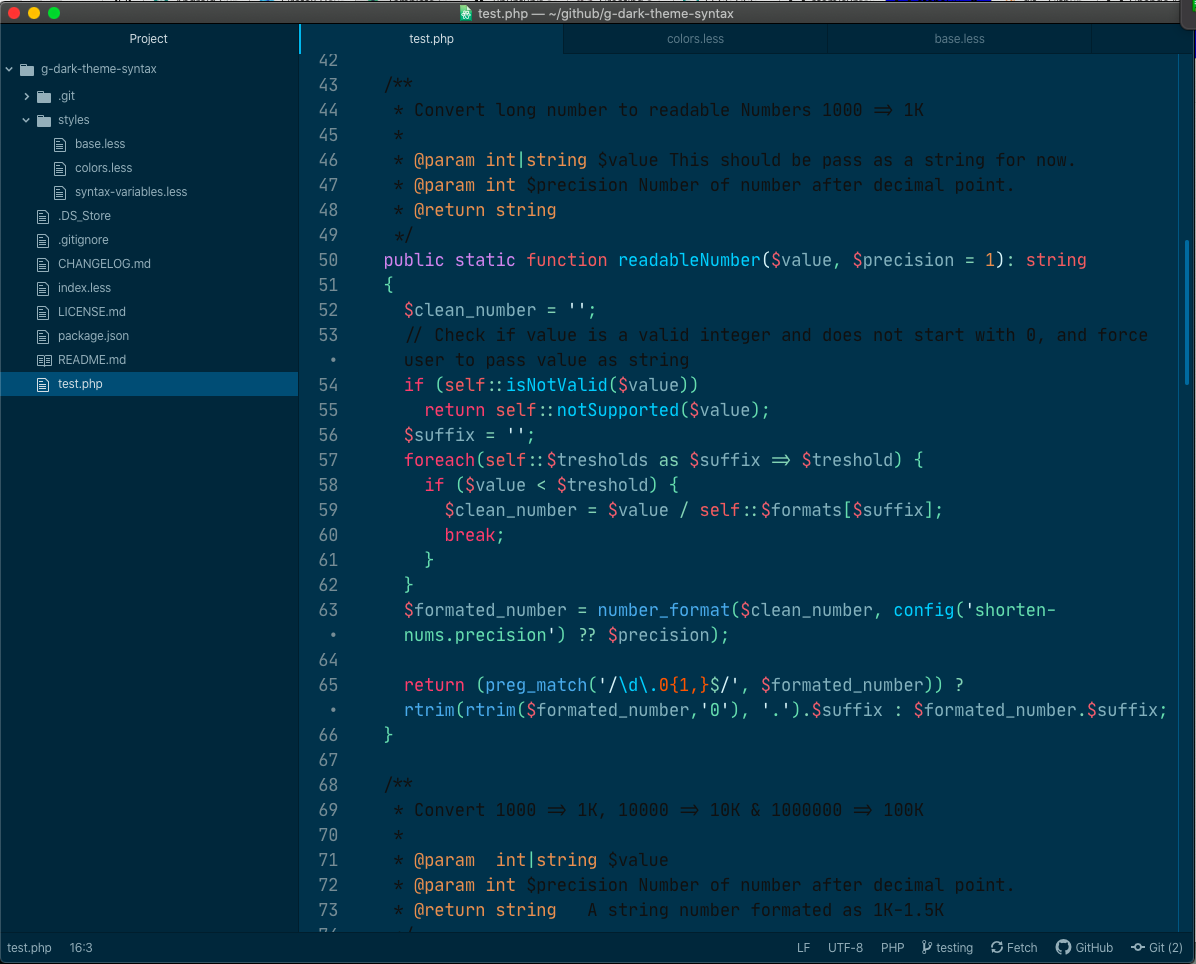 test.php — ~/github/g-dark-theme-syntax
Project
test.php
colors.less
base.less
g-dark-theme-syntax
.git
styles
base.less
colors.less
syntax-variables.less
.DS_Store
.gitignore
CHANGELOG.md
index.less
LICENSE.md
package.json
README.md
test.php
42
43 /**
44 * Convert long number to readable Numbers 1000 => 1K
45 *
46 * @param int|string $value This should be pass as a string for now.
47 * @param int $precision Number of number after decimal point.
48 * @return string
49 */
50 public static function readableNumber($value, $precision = 1): string
51 {
52 $clean_number = '';
53 // Check if value is a valid integer and does not start with 0, and force
• user to pass value as string
54 if (self::isNotValid($value))
55 return self::notSupported($value);
56 $suffix = '';
57 foreach(self::$tresholds as $suffix => $treshold) {
58 if ($value < $treshold) {
59 $clean_number = $value / self::$formats[$suffix];
60 break;
61 }
62 }
63 $formated_number = number_format($clean_number, config('shorten-
• nums.precision') ?? $precision);
64
65 return (preg_match('/\d\.0{1,}$/', $formated_number)) ?
• rtrim(rtrim($formated_number,'0'), '.').$suffix : $formated_number.$suffix;
66 }
67
68 /**
69 * Convert 1000 => 1K, 10000 => 10K & 1000000 => 100K
70 *
71 * @param  int|string $value
72 * @param int $precision Number of number after decimal point.
73 * @return string   A string number formated as 1K-1.5K
test.php 16:3 LF UTF-8 PHP testing Fetch GitHub Git (2)